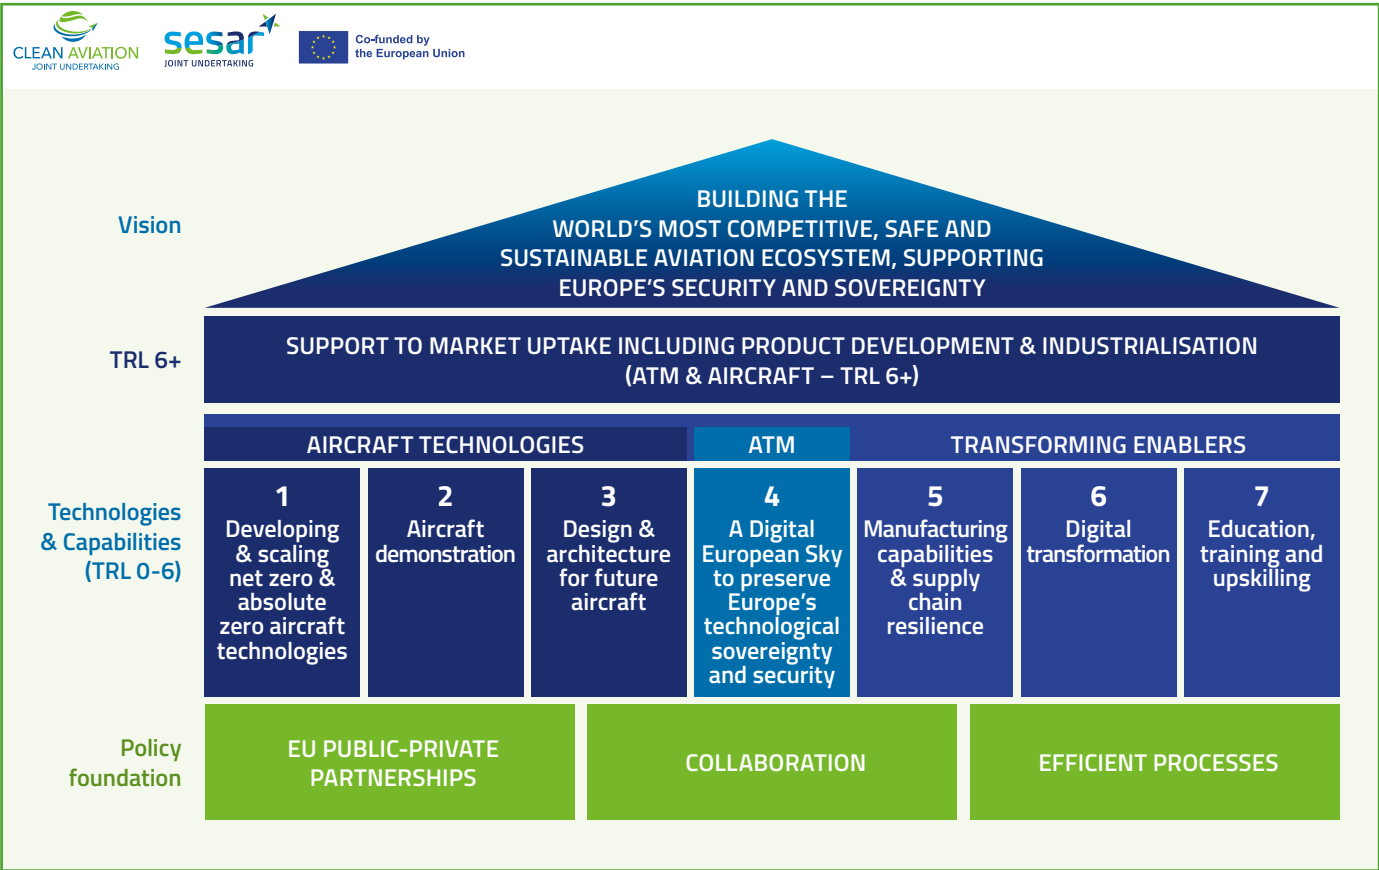 CLEAN AVIATION
JOINT UNDERTAKING
sesar
JOINT UNDERTAKING
Co-funded by
the European Union
Vision
BUILDING THE
WORLD'S MOST COMPETITIVE, SAFE AND
SUSTAINABLE AVIATION ECOSYSTEM, SUPPORTING
EUROPE'S SECURITY AND SOVEREIGNTY
TRL 6+
SUPPORT TO MARKET UPTAKE INCLUDING PRODUCT DEVELOPMENT & INDUSTRIALISATION
(ATM & AIRCRAFT – TRL 6+)
Technologies
& Capabilities
(TRL 0-6)
AIRCRAFT TECHNOLOGIES
ATM
TRANSFORMING ENABLERS
1
Developing
& scaling
net zero &
absolute
zero aircraft
technologies
2
Aircraft
demonstration
3
Design &
architecture
for future
aircraft
4
A Digital
European Sky
to preserve
Europe's
technological
sovereignty
and security
5
Manufacturing
capabilities
& supply
chain
resilience
6
Digital
transformation
7
Education,
training and
upskilling
Policy
foundation
EU PUBLIC-PRIVATE
PARTNERSHIPS
COLLABORATION
EFFICIENT PROCESSES